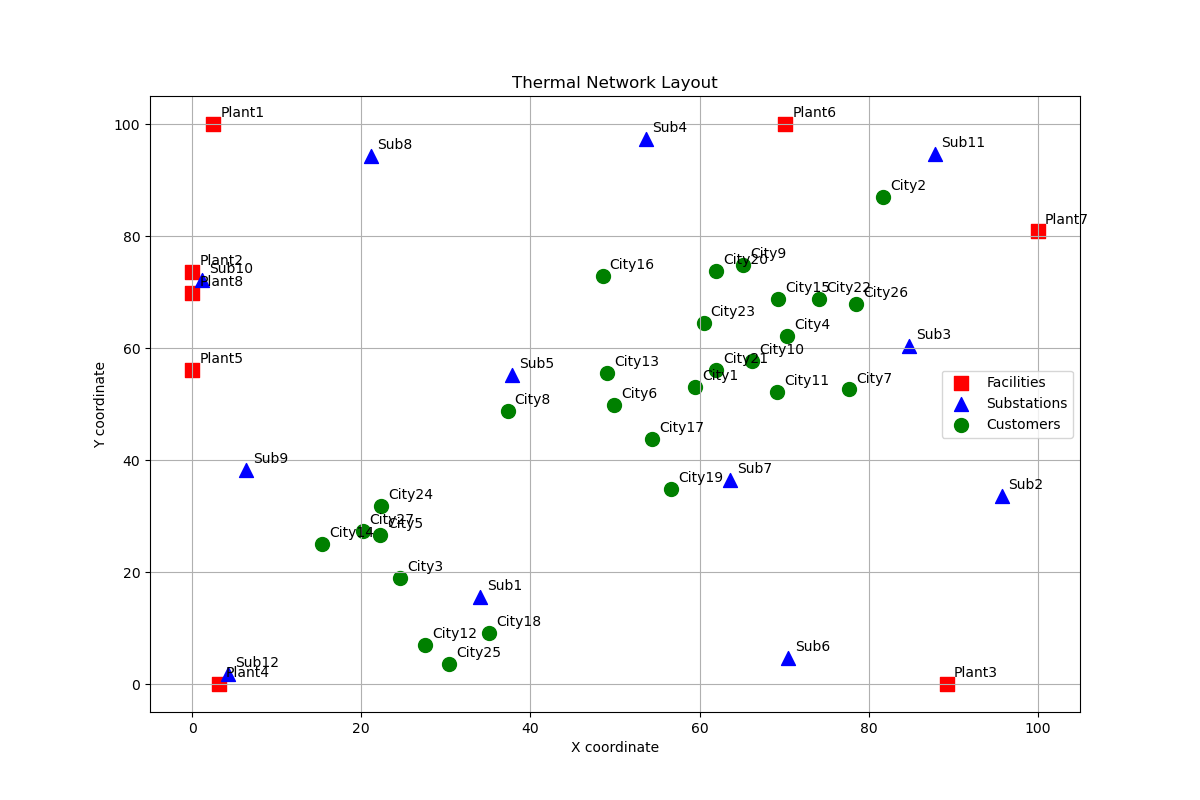 Thermal Network Layout
Plant1
Plant6
Sub4
Sub8
Sub11
City2
Plant7
Plant2
Sub10
Plant8
City16
City20
City9
City15
City22
City26
City23
City4
Sub3
Plant5
Sub5
City13
City21
City10
City1
City11
City7
City8
City6
City17
Sub9
City19
Sub7
Sub2
City24
City27
City5
City14
City3
Sub1
City18
City12
City25
Sub12
Plant4
Sub6
Plant3
Facilities
Substations
Customers
100
80
60
40
20
0
Y coordinate
0 20 40 60 80 100
X coordinate